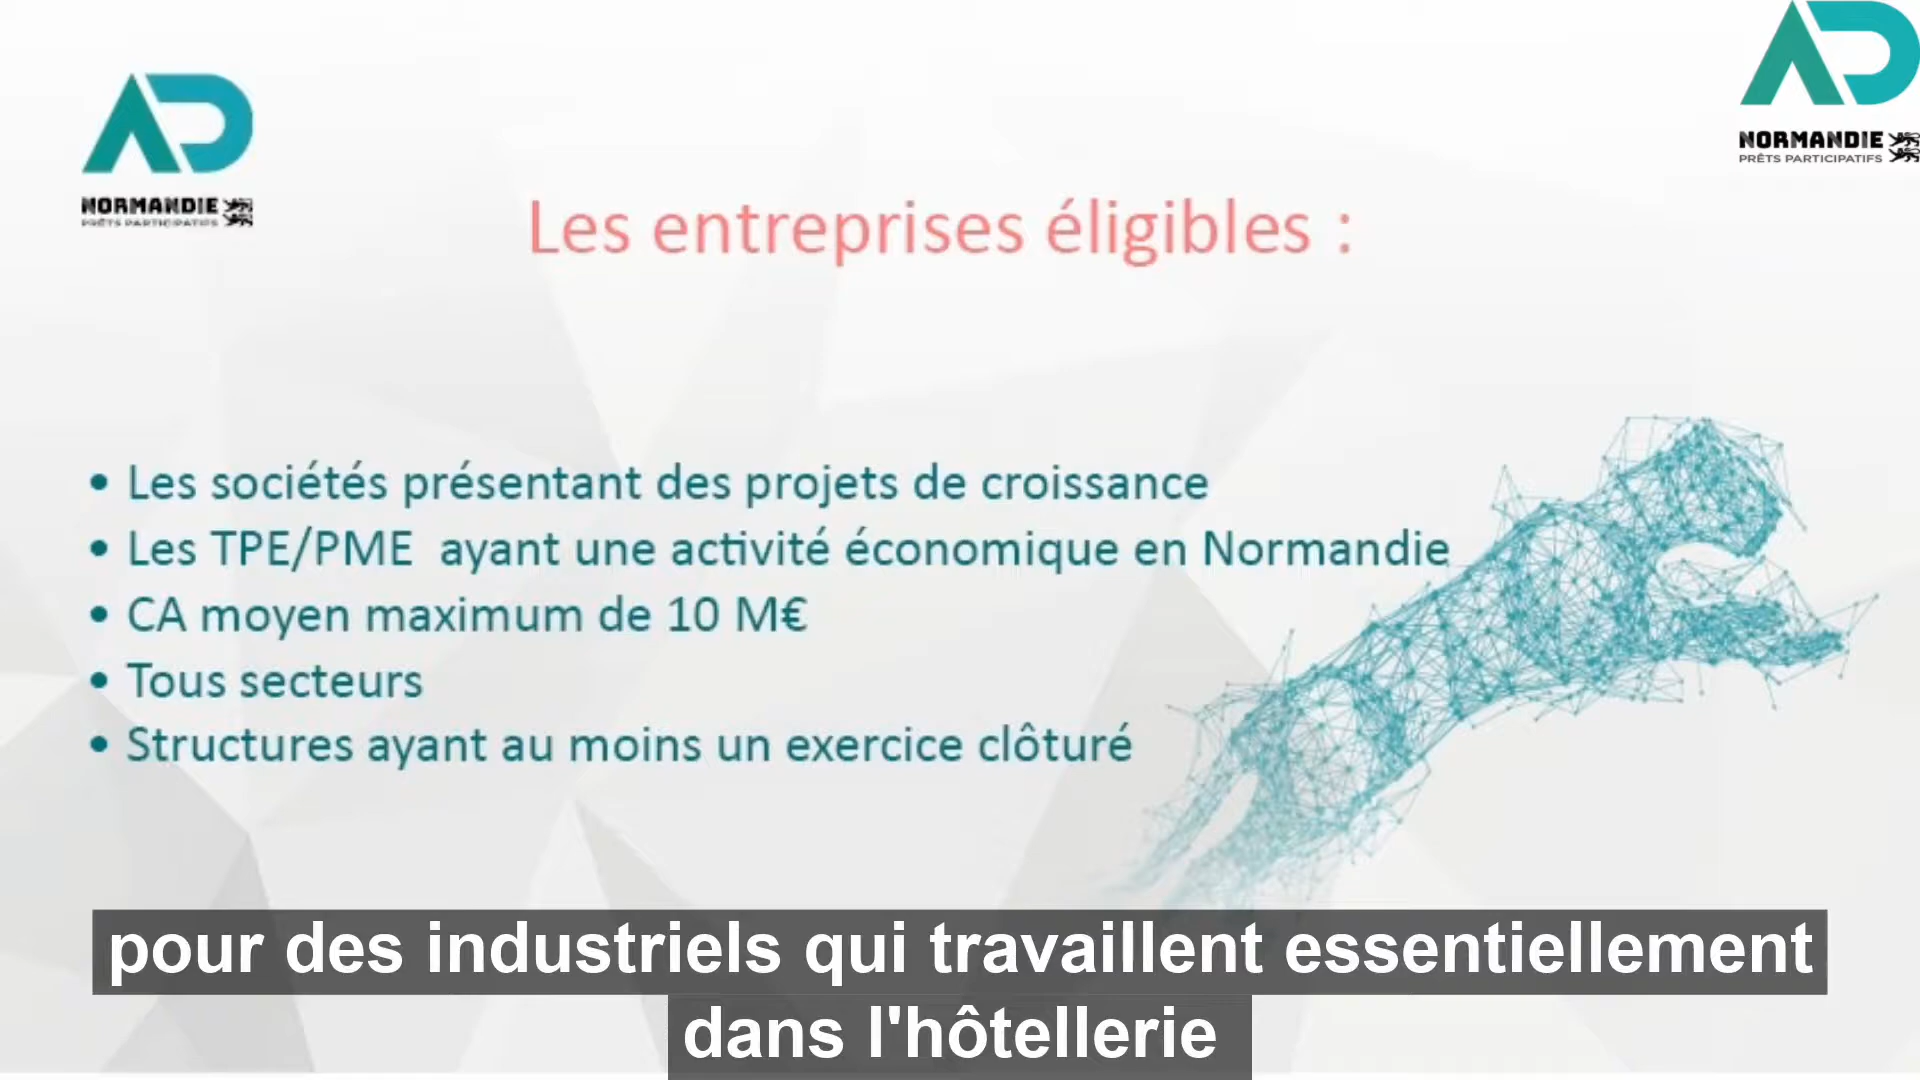 NORMANDIE
PRÊTS PARTICIPATIFS
NORMANDIE
PRÊTS PARTICIPATIFS
Les entreprises éligibles :
• Les sociétés présentant des projets de croissance
• Les TPE/PME ayant une activité économique en Normandie
• CA moyen maximum de 10 M€
• Tous secteurs
• Structures ayant au moins un exercice clôturé
pour des industriels qui travaillent essentiellement
dans l'hôtellerie